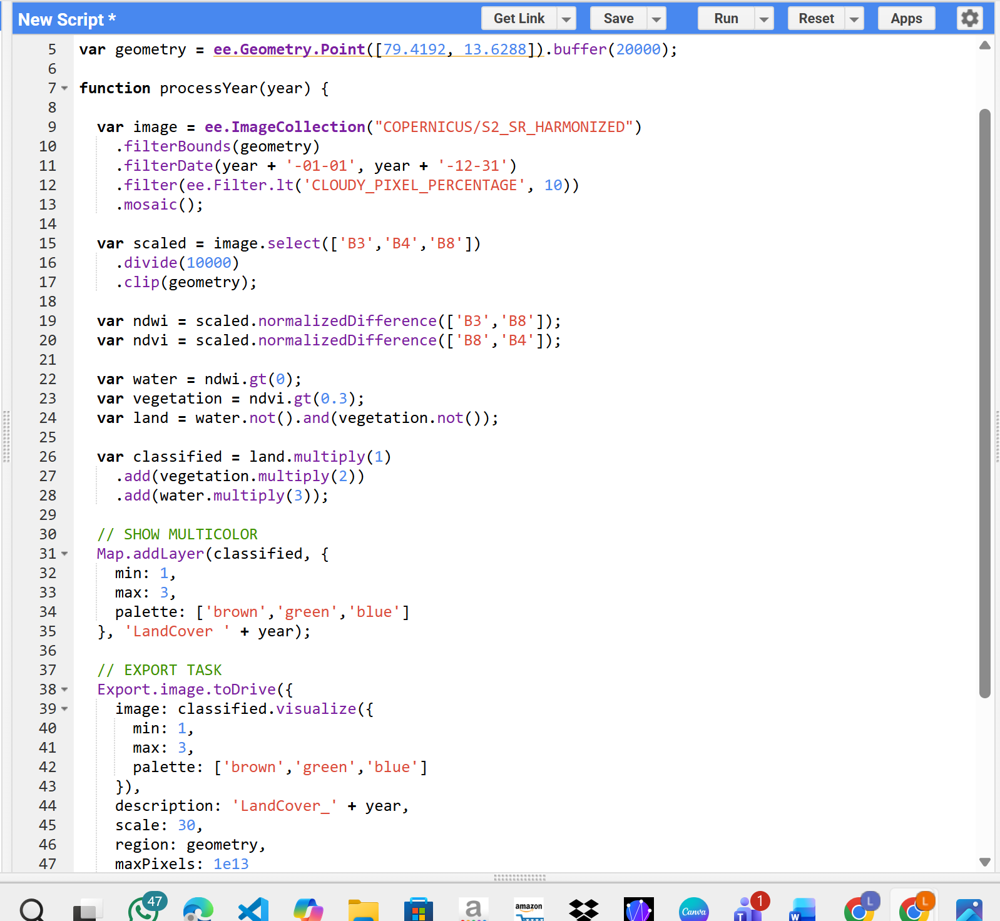 New Script *
Get Link
Save
Run
Reset
Apps
5 var geometry = ee.Geometry.Point([79.4192, 13.6288]).buffer(20000);
6
7 function processYear(year) {
8
9 var image = ee.ImageCollection("COPERNICUS/S2_SR_HARMONIZED")
10 .filterBounds(geometry)
11 .filterDate(year + '-01-01', year + '-12-31')
12 .filter(ee.Filter.lt('CLOUDY_PIXEL_PERCENTAGE', 10))
13 .mosaic();
14
15 var scaled = image.select(['B3','B4','B8'])
16 .divide(10000)
17 .clip(geometry);
18
19 var ndwi = scaled.normalizedDifference(['B3','B8']);
20 var ndvi = scaled.normalizedDifference(['B8','B4']);
21
22 var water = ndwi.gt(0);
23 var vegetation = ndvi.gt(0.3);
24 var land = water.not().and(vegetation.not());
25
26 var classified = land.multiply(1)
27 .add(vegetation.multiply(2))
28 .add(water.multiply(3));
29
30 // SHOW MULTICOLOR
31 Map.addLayer(classified, {
32 min: 1,
33 max: 3,
34 palette: ['brown','green','blue']
35 }, 'LandCover ' + year);
36
37 // EXPORT TASK
38 Export.image.toDrive({
39 image: classified.visualize({
40 min: 1,
41 max: 3,
42 palette: ['brown','green','blue']
43 }),
44 description: 'LandCover_' + year,
45 scale: 30,
46 region: geometry,
47 maxPixels: 1e13
47
a
amazon
Canva
T
1
W
L
L